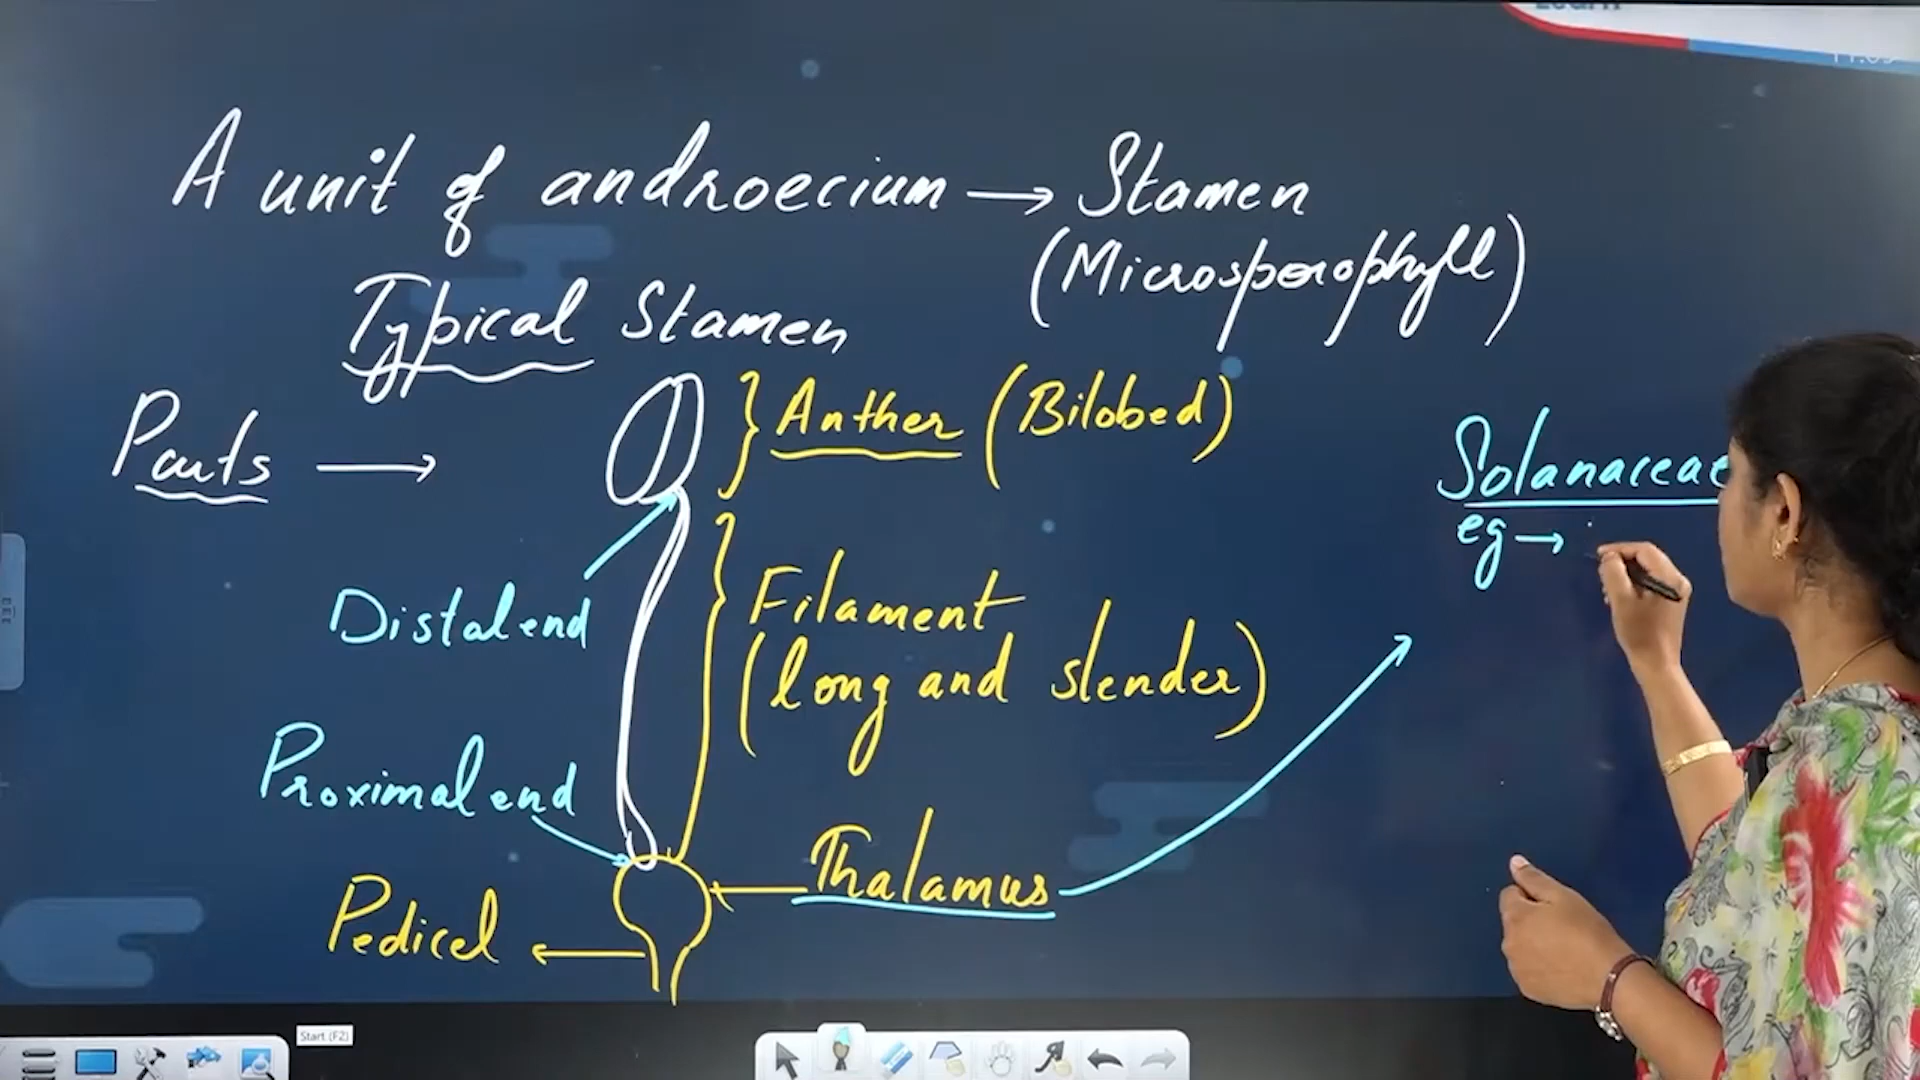 Learn
A unit of androecium → Stamen
(Microsporophyll)
Typical Stamen
Parts →
Anther (Bilobed)
Solanaceae
eg →
Distal end
Filament
(long and slender)
Proximal end
Thalamus
Pedicel
Start (F2)